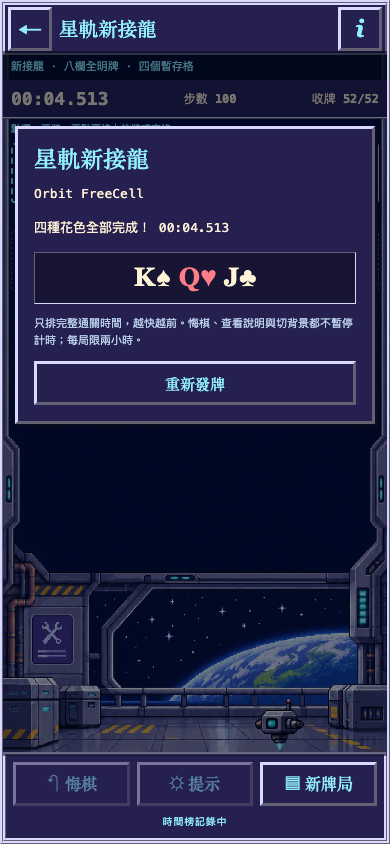 ← 星軌新接龍 i
新接龍 · 八欄全明牌 · 四個暫存格
00:04.513 步數 100 收牌 52/52
星軌新接龍
Orbit FreeCell
四種花色全部完成！ 00:04.513
K♠ Q♥ J♣
只排完整通關時間，越快越前。悔棋、查看說明與切背景都不暫停
計時；每局限兩小時。
重新發牌
悔棋 提示 新牌局
時間榜記錄中